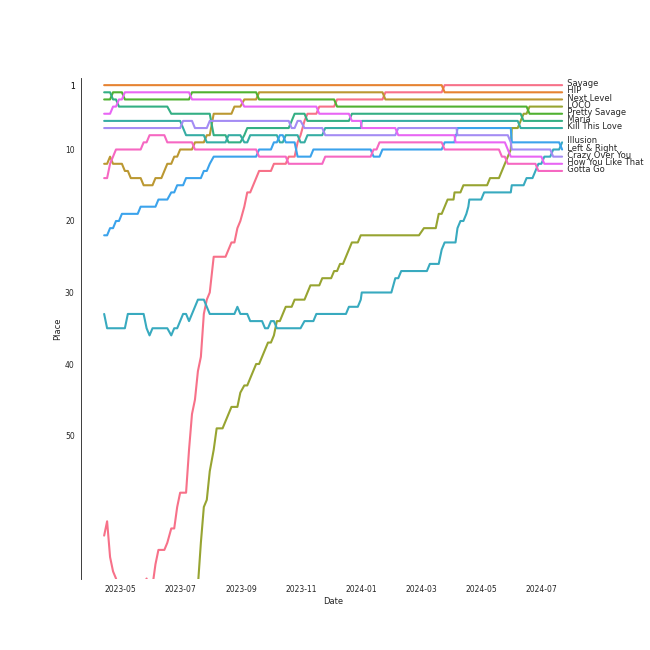 1
10
20
30
40
50
Place
2023-05
2023-07
2023-09
2023-11
2024-01
2024-03
2024-05
2024-07
Date
Savage
HIP
Next Level
LOCO
Pretty Savage
Maria
Kill This Love
Illusion
Left & Right
Crazy Over You
How You Like That
Gotta Go